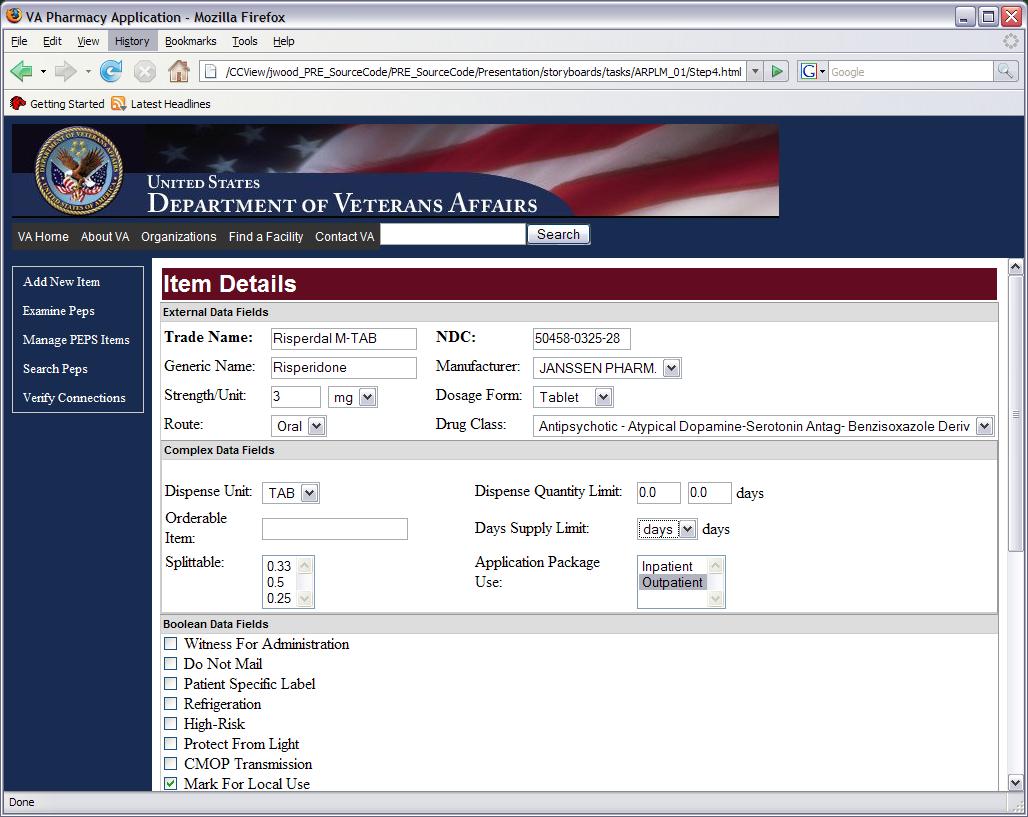 VA Pharmacy Application - Mozilla Firefox
File Edit View History Bookmarks Tools Help
/CCView/jwood_PRE_SourceCode/PRE_SourceCode/Presentation/storyboards/tasks/ARPLM_01/Step4.html G Google
Getting Started Latest Headlines
UNITED STATES
DEPARTMENT OF VETERANS AFFAIRS
VA Home About VA Organizations Find a Facility Contact VA Search
Add New Item
Examine Peps
Manage PEPS Items
Search Peps
Verify Connections
Item Details
External Data Fields
Trade Name: Risperdal M-TAB NDC: 50458-0325-28
Generic Name: Risperidone Manufacturer: JANSSEN PHARM.
Strength/Unit: 3 mg Dosage Form: Tablet
Route: Oral Drug Class: Antipsychotic - Atypical Dopamine-Serotonin Antag- Benzisoxazole Deriv
Complex Data Fields
Dispense Unit: TAB Dispense Quantity Limit: 0.0 0.0 days
Orderable
Item:
Days Supply Limit: days days
Splittable: 0.33
0.5
0.25
Application Package
Use:
Inpatient
Outpatient
Boolean Data Fields
Witness For Administration
Do Not Mail
Patient Specific Label
Refrigeration
High-Risk
Protect From Light
CMOP Transmission
Mark For Local Use
Done